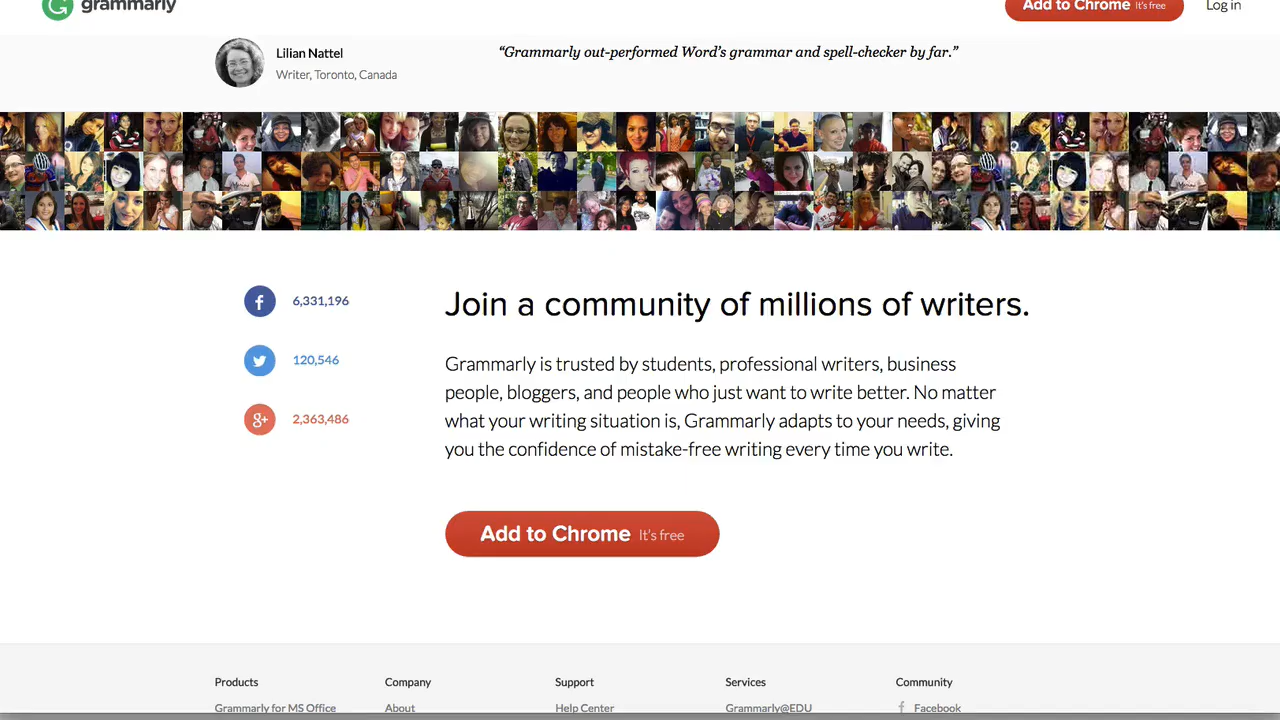 grammarly
Add to Chrome It's free
Log in
Lilian Nattel
Writer, Toronto, Canada
“Grammarly out-performed Word’s grammar and spell-checker by far.”
6,331,196
120,546
2,363,486
Join a community of millions of writers.
Grammarly is trusted by students, professional writers, business
people, bloggers, and people who just want to write better. No matter
what your writing situation is, Grammarly adapts to your needs, giving
you the confidence of mistake-free writing every time you write.
Add to Chrome It's free
Products
Company
Support
Services
Community
Grammarly for MS Office
About
Help Center
Grammarly@EDU
Facebook